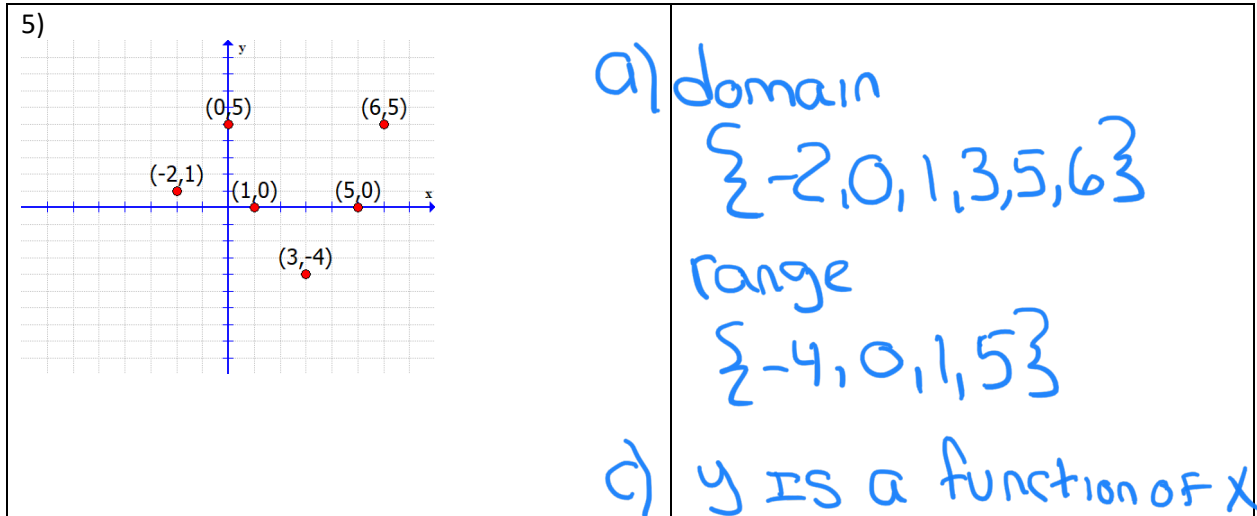 5)
y
(0,5)
(6,5)
(-2,1)
(1,0)
(5,0)
x
(3,-4)
a) domain
{-2,0,1,3,5,6}
range
{-4,0,1,5}
c) y is a function of x